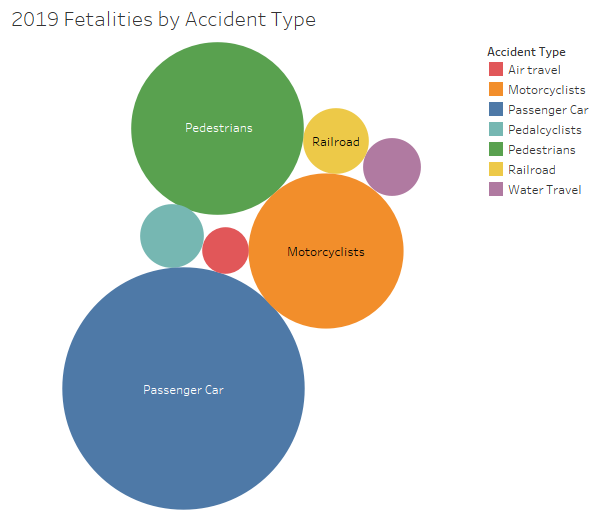 2019 Fetalities by Accident Type
Accident Type
Air travel
Motorcyclists
Passenger Car
Pedalcyclists
Pedestrians
Railroad
Water Travel
Pedestrians
Railroad
Motorcyclists
Passenger Car